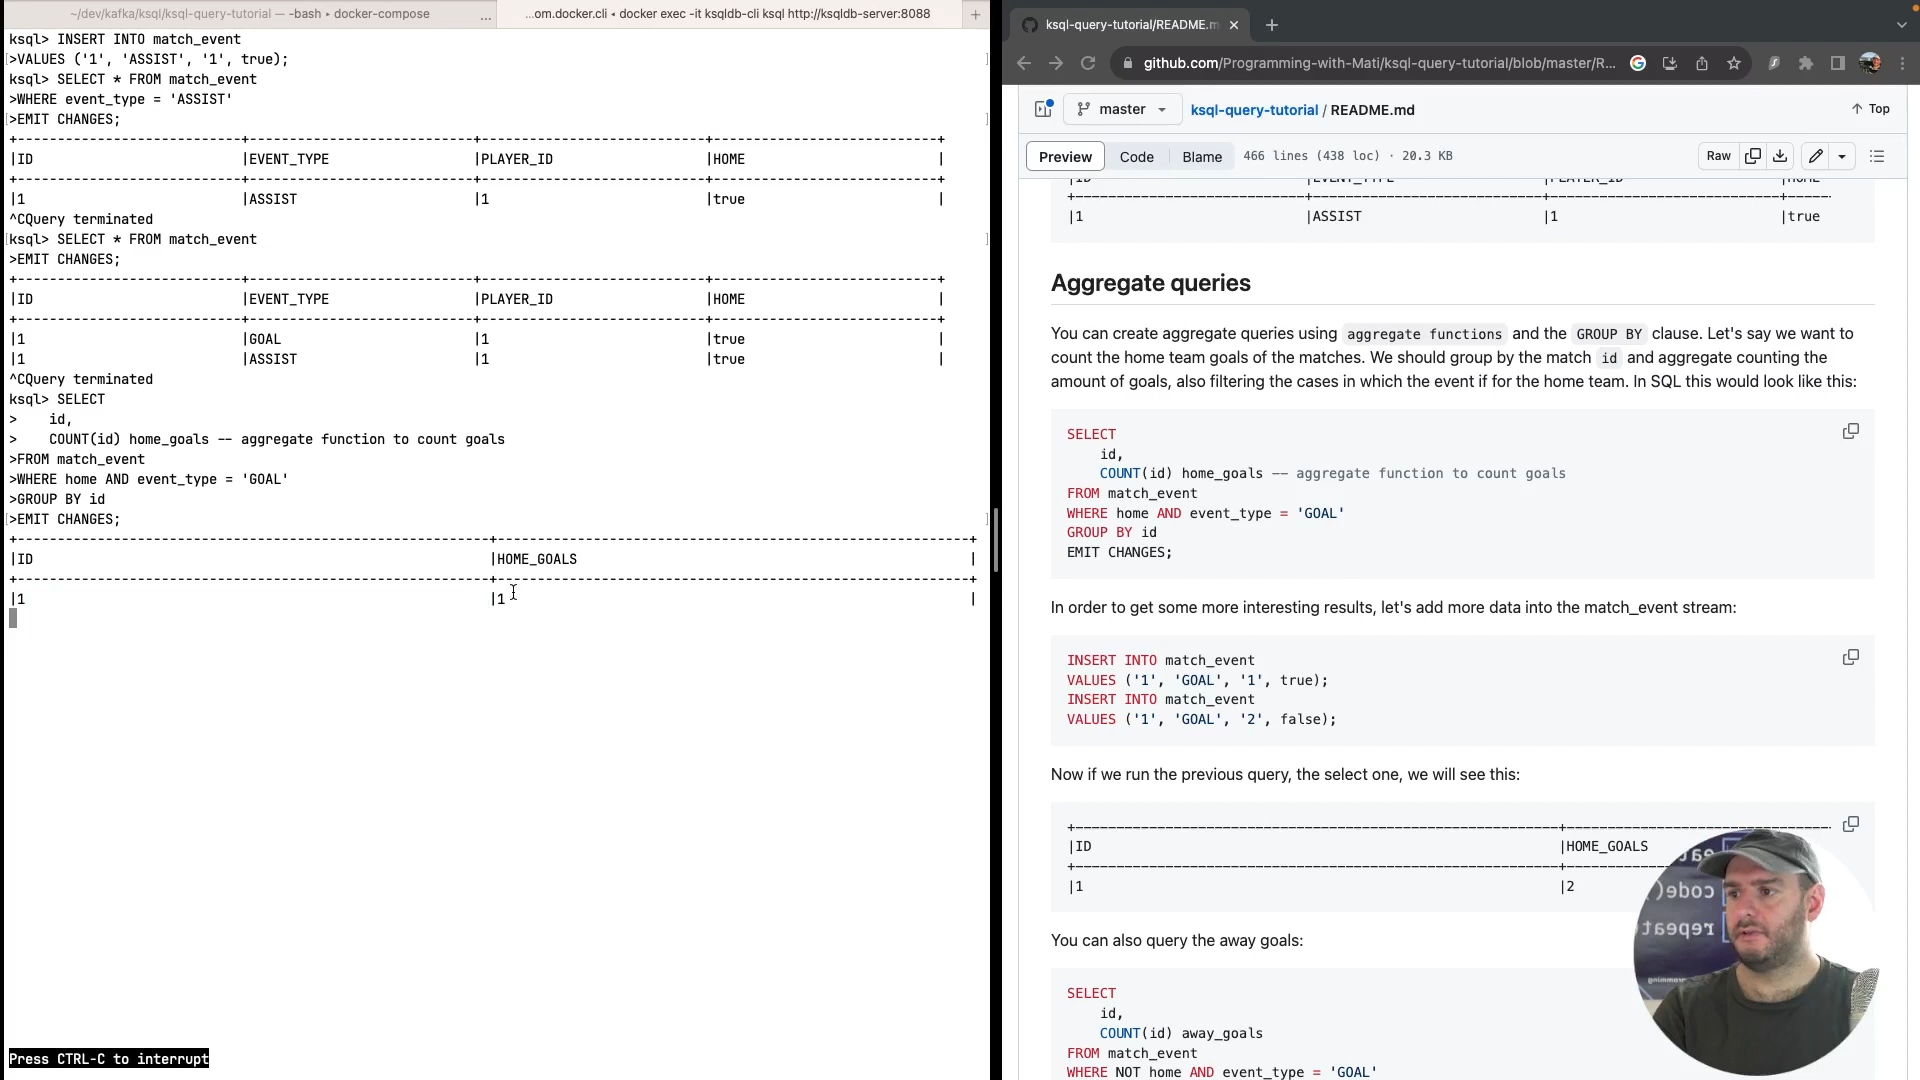 ~/dev/kafka/ksql/ksql-query-tutorial — -bash ▸ docker-compose ...
...om.docker.cli ◂ docker exec -it ksqldb-cli ksql http://ksqldb-server:8088 +
ksql> INSERT INTO match_event
>VALUES ('1', 'ASSIST', '1', true);
ksql> SELECT * FROM match_event
>WHERE event_type = 'ASSIST'
>EMIT CHANGES;
|ID |EVENT_TYPE |PLAYER_ID |HOME |
|1 |ASSIST |1 |true |
^CQuery terminated
ksql> SELECT * FROM match_event
>EMIT CHANGES;
|ID |EVENT_TYPE |PLAYER_ID |HOME |
|1 |GOAL |1 |true |
|1 |ASSIST |1 |true |
^CQuery terminated
ksql> SELECT
> id,
> COUNT(id) home_goals -- aggregate function to count goals
>FROM match_event
>WHERE home AND event_type = 'GOAL'
>GROUP BY id
>EMIT CHANGES;
|ID |HOME_GOALS |
|1 |1 |
Press CTRL-C to interrupt
ksql-query-tutorial/README.m
github.com/Programming-with-Mati/ksql-query-tutorial/blob/master/R...
master ksql-query-tutorial / README.md Top
Preview Code Blame 466 lines (438 loc) · 20.3 KB Raw
|ID |EVENT_TYPE |PLAYER_ID |HOME
|1 |ASSIST |1 |true
Aggregate queries
You can create aggregate queries using aggregate functions and the GROUP BY clause. Let's say we want to
count the home team goals of the matches. We should group by the match id and aggregate counting the
amount of goals, also filtering the cases in which the event if for the home team. In SQL this would look like this:
SELECT
id,
COUNT(id) home_goals -- aggregate function to count goals
FROM match_event
WHERE home AND event_type = 'GOAL'
GROUP BY id
EMIT CHANGES;
In order to get some more interesting results, let's add more data into the match_event stream:
INSERT INTO match_event
VALUES ('1', 'GOAL', '1', true);
INSERT INTO match_event
VALUES ('1', 'GOAL', '2', false);
Now if we run the previous query, the select one, we will see this:
|ID |HOME_GOALS
|1 |2
You can also query the away goals:
SELECT
id,
COUNT(id) away_goals
FROM match_event
WHERE NOT home AND event_type = 'GOAL'
code(
repeat